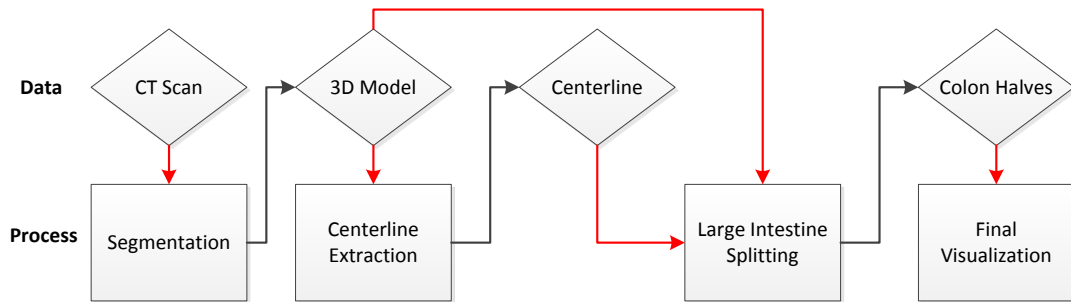 Data
CT Scan
3D Model
Centerline
Colon Halves
Process
Segmentation
Centerline
Extraction
Large Intestine
Splitting
Final
Visualization